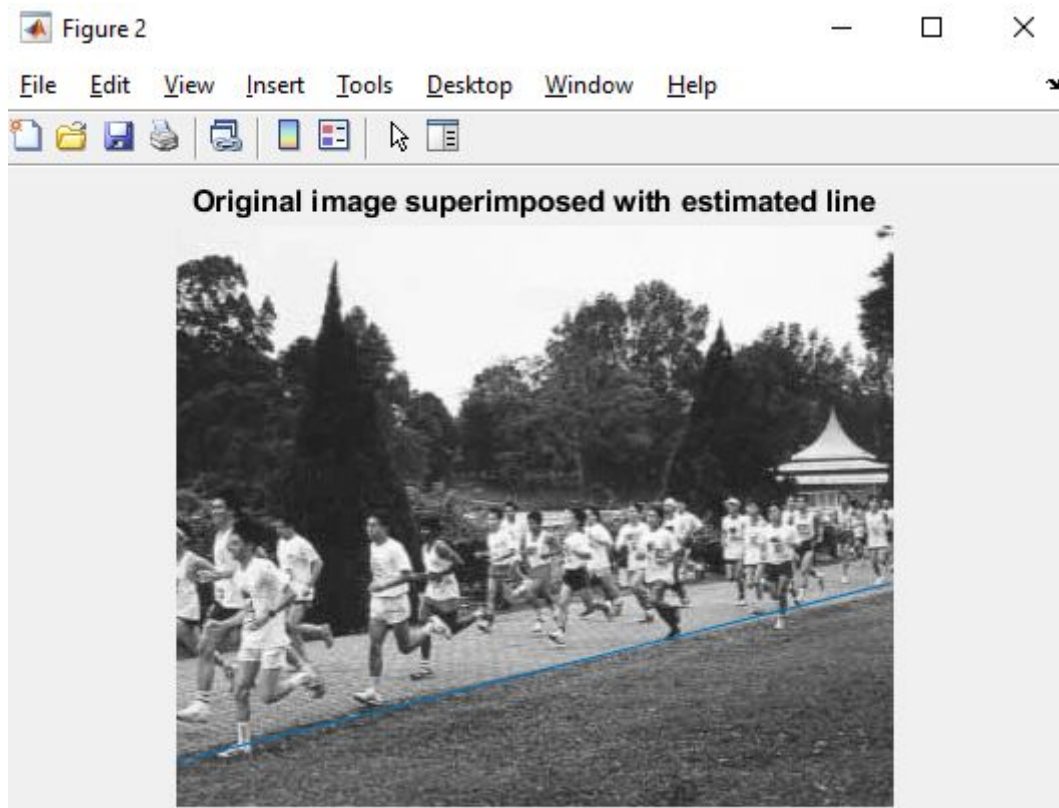 Figure 2
File Edit View Insert Tools Desktop Window Help
Original image superimposed with estimated line